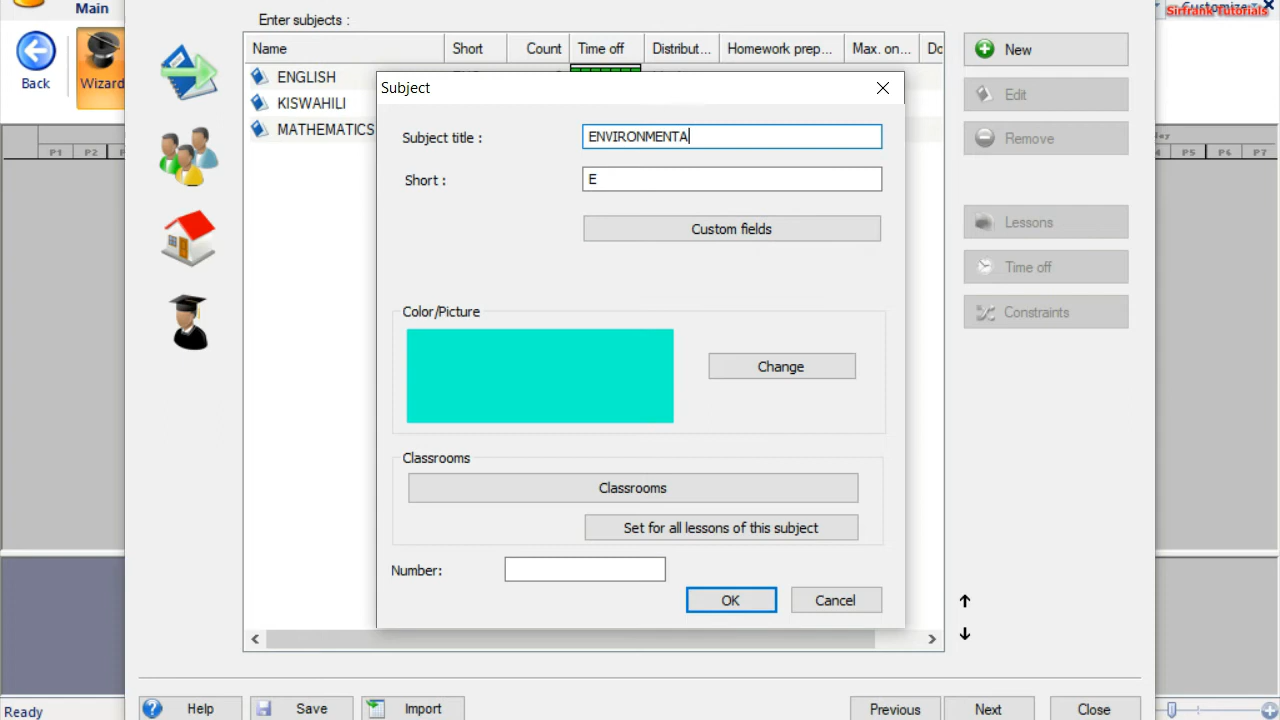 Main
Customize
Sirfrank Tutorials
Enter subjects :
Back
Wizard
Name Short Count Time off Distribut... Homework prep... Max. on... Do
ENGLISH
KISWAHILI
MATHEMATICS
New
Edit
Remove
Lessons
Time off
Constraints
P1 P2 P
P5 P6 P7
Subject
Subject title :
ENVIRONMENTA
Short :
E
Custom fields
Color/Picture
Change
Classrooms
Classrooms
Set for all lessons of this subject
Number:
OK
Cancel
Help
Save
Import
Previous
Next
Close
Ready